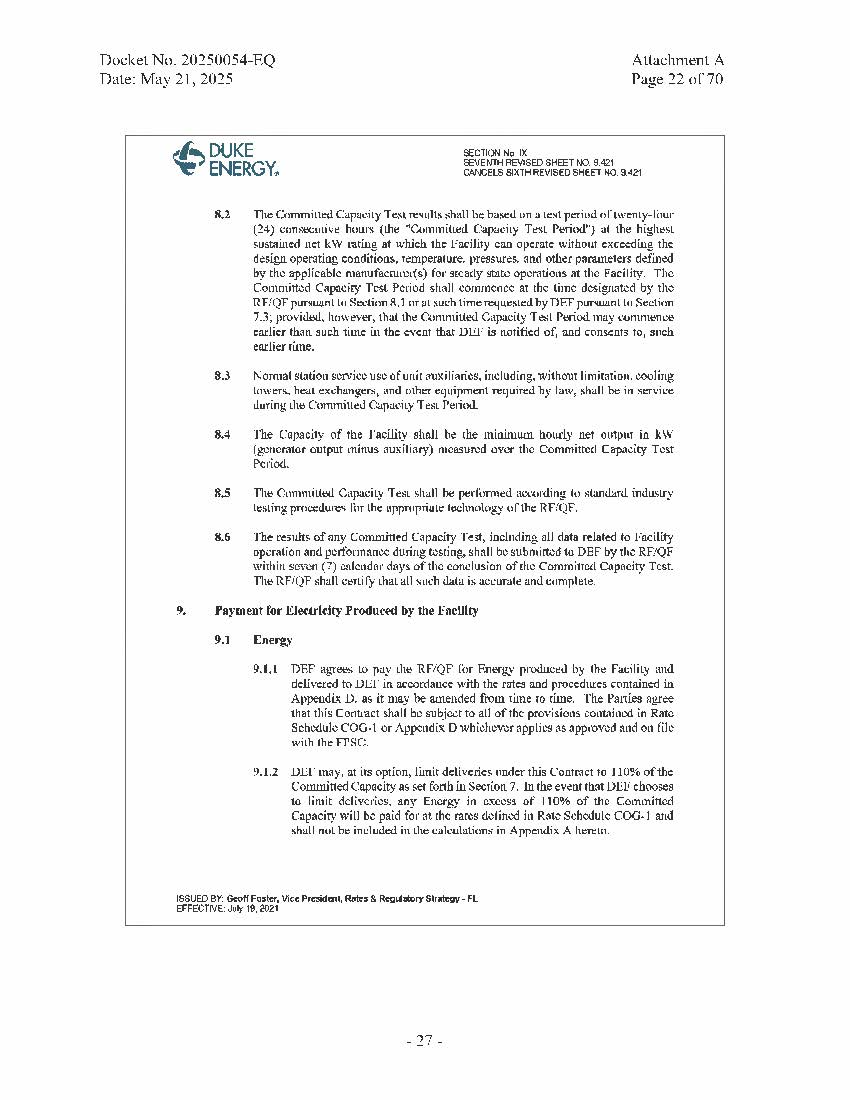 Docket No. 20250054-EQ
Date: May 21, 2025
Attachment A
Page 22 of 70
DUKE
ENERGY®
SECTION No. IX
SEVENTH REVISED SHEET NO. 9.421
CANCELS SIXTH REVISED SHEET NO. 9.421
8.2 The Committed Capacity Test results shall be based on a test period of twenty-four
(24) consecutive hours (the "Committed Capacity Test Period") at the highest
sustained net kW rating at which the Facility can operate without exceeding the
design operating conditions, temperature, pressures, and other parameters defined
by the applicable manufacturer(s) for steady state operations at the Facility. The
Committed Capacity Test Period shall commence at the time designated by the
RF/QF pursuant to Section 8.1 or at such time requested by DEF pursuant to Section
7.3; provided, however, that the Committed Capacity Test Period may commence
earlier than such time in the event that DEF is notified of, and consents to, such
earlier time.
8.3 Normal station service use of unit auxiliaries, including, without limitation, cooling
towers, heat exchangers, and other equipment required by law, shall be in service
during the Committed Capacity Test Period.
8.4 The Capacity of the Facility shall be the minimum hourly net output in kW
(generator output minus auxiliary) measured over the Committed Capacity Test
Period.
8.5 The Committed Capacity Test shall be performed according to standard industry
testing procedures for the appropriate technology of the RF/QF.
8.6 The results of any Committed Capacity Test, including all data related to Facility
operation and performance during testing, shall be submitted to DEF by the RF/QF
within seven (7) calendar days of the conclusion of the Committed Capacity Test.
The RF/QF shall certify that all such data is accurate and complete.
9. Payment for Electricity Produced by the Facility
9.1 Energy
9.1.1 DEF agrees to pay the RF/QF for Energy produced by the Facility and
delivered to DEF in accordance with the rates and procedures contained in
Appendix D, as it may be amended from time to time. The Parties agree
that this Contract shall be subject to all of the provisions contained in Rate
Schedule COG-1 or Appendix D whichever applies as approved and on file
with the FPSC.
9.1.2 DEF may, at its option, limit deliveries under this Contract to 110% of the
Committed Capacity as set forth in Section 7. In the event that DEF chooses
to limit deliveries, any Energy in excess of 110% of the Committed
Capacity will be paid for at the rates defined in Rate Schedule COG-1 and
shall not be included in the calculations in Appendix A hereto.
ISSUED BY: Geoff Foster, Vice President, Rates & Regulatory Strategy - FL
EFFECTIVE: July 19, 2021
- 27 -